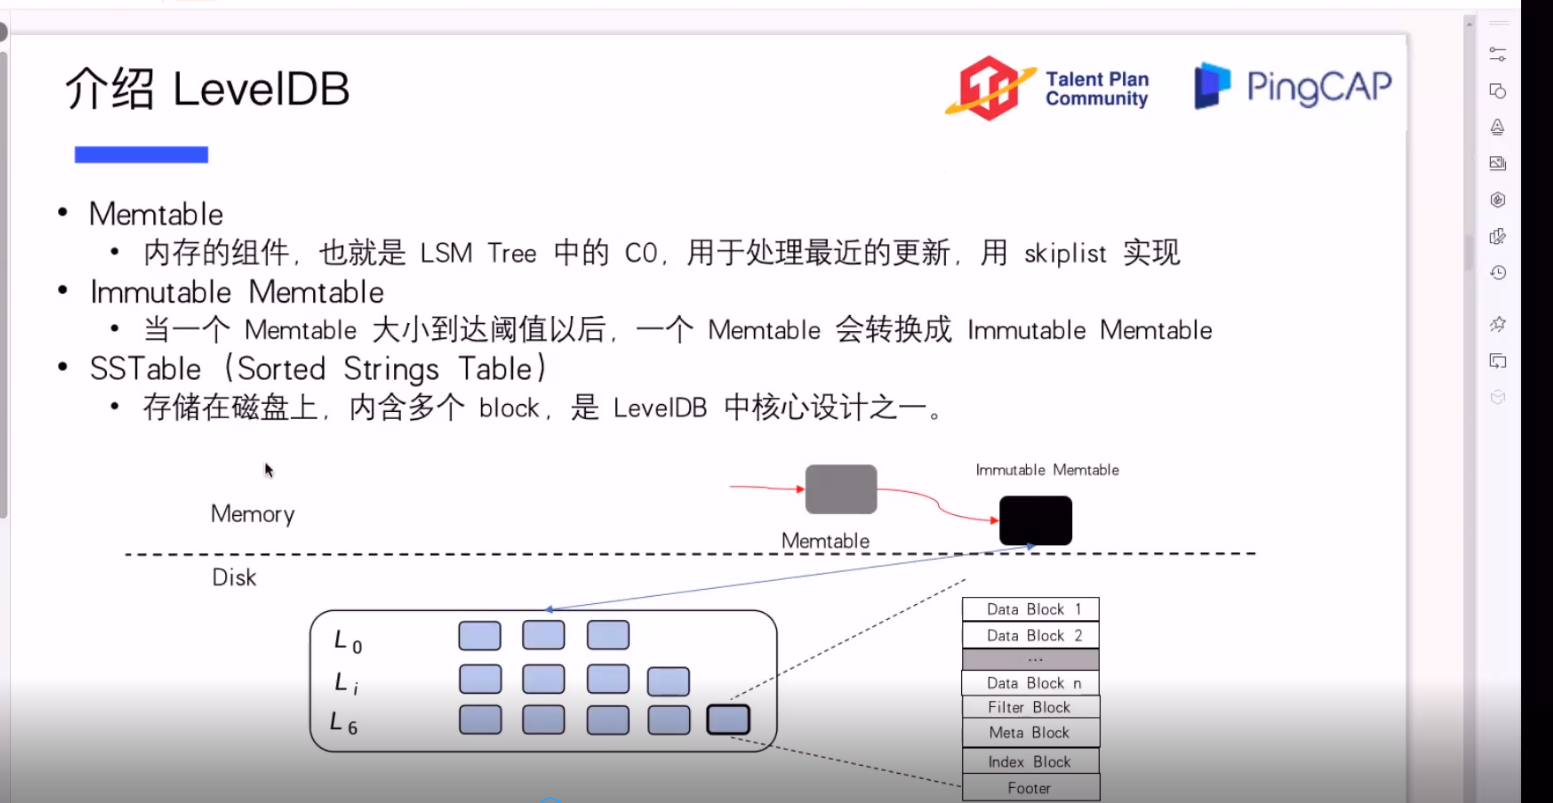 介绍 LevelDB
Talent Plan
Community
PingCAP
• Memtable
• 内存的组件，也就是 LSM Tree 中的 C0，用于处理最近的更新，用 skiplist 实现
• Immutable Memtable
• 当一个 Memtable 大小到达阈值以后，一个 Memtable 会转换成 Immutable Memtable
• SSTable（Sorted Strings Table）
• 存储在磁盘上，内含多个 block，是 LevelDB 中核心设计之一。
Immutable Memtable
Memory
Memtable
Disk
L0
Li
L6
Data Block 1
Data Block 2
...
Data Block n
Filter Block
Meta Block
Index Block
Footer